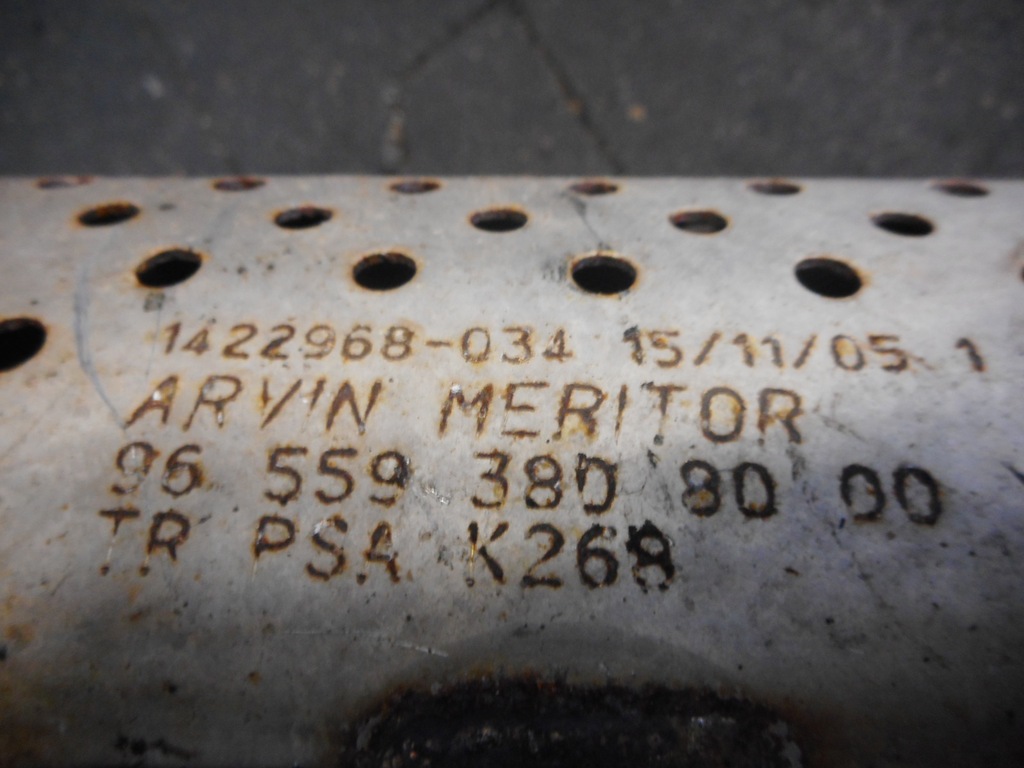 1422968-034 15/11/05 1
ARVIN MERITOR
96 559 380 80 00
TR PSA K268